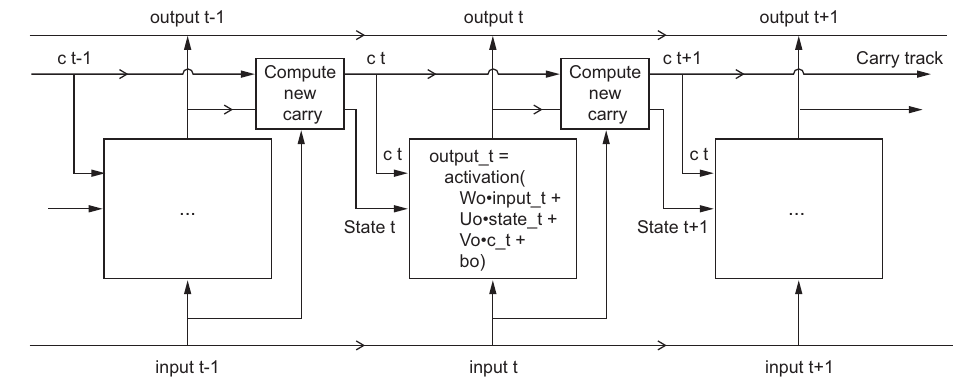 output t-1
output t
output t+1
c t-1
Compute
new
carry
c t
Compute
new
carry
c t+1
Carry track
...
c t
output_t =
activation(
Wo•input_t +
Uo•state_t +
Vo•c_t +
bo)
c t
...
State t
State t+1
input t-1
input t
input t+1